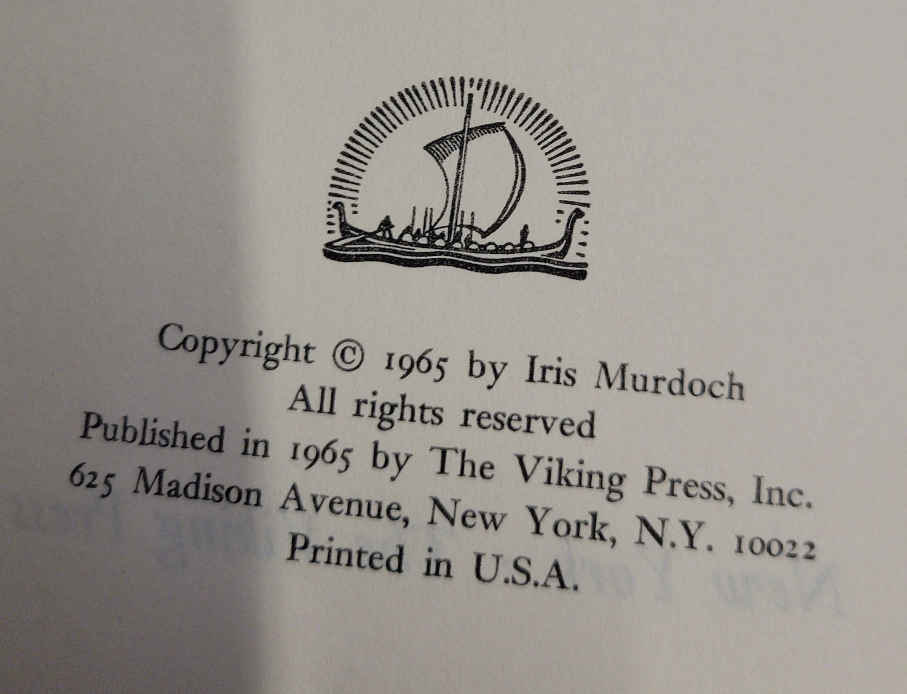 Copyright © 1965 by Iris Murdoch
All rights reserved
Published in 1965 by The Viking Press, Inc.
625 Madison Avenue, New York, N.Y. 10022
Printed in U.S.A.